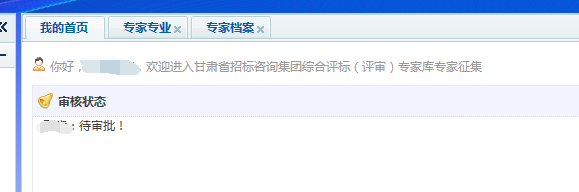 我的首页 专家专业 专家档案
你好, 欢迎进入甘肃省招标咨询集团综合评标（评审）专家库专家征集
审核状态
：待审批！